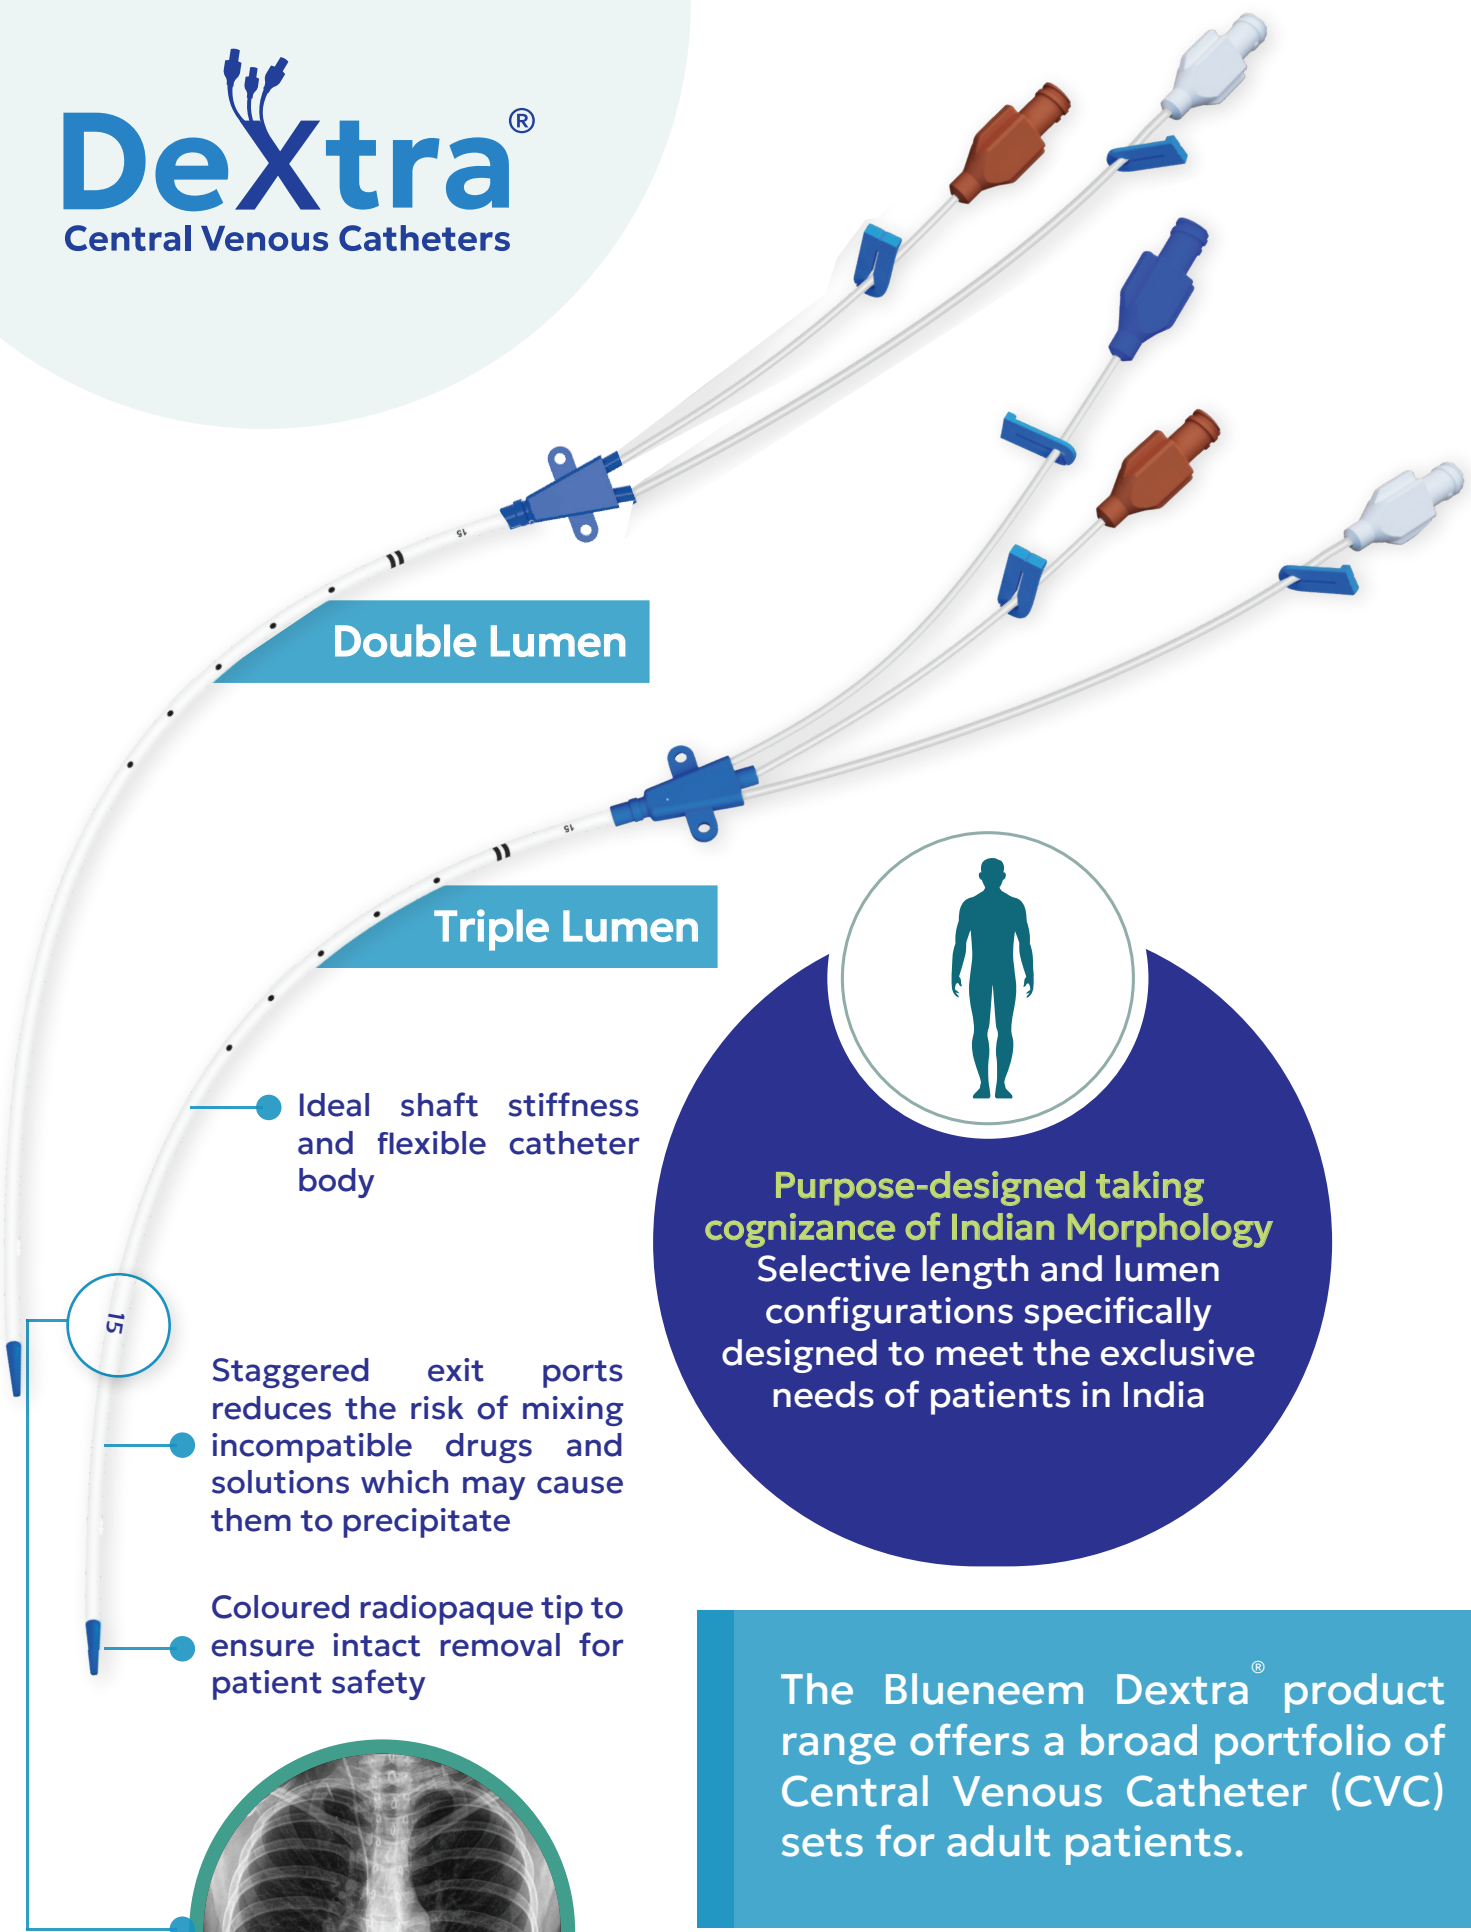 DeXtra®
Central Venous Catheters
15
Double Lumen
15
Triple Lumen
Ideal shaft stiffness
and flexible catheter
body
15
Staggered exit ports
reduces the risk of mixing
incompatible drugs and
solutions which may cause
them to precipitate
Coloured radiopaque tip to
ensure intact removal for
patient safety
Purpose-designed taking
cognizance of Indian Morphology
Selective length and lumen
configurations specifically
designed to meet the exclusive
needs of patients in India
The Blueneem Dextra® product
range offers a broad portfolio of
Central Venous Catheter (CVC)
sets for adult patients.